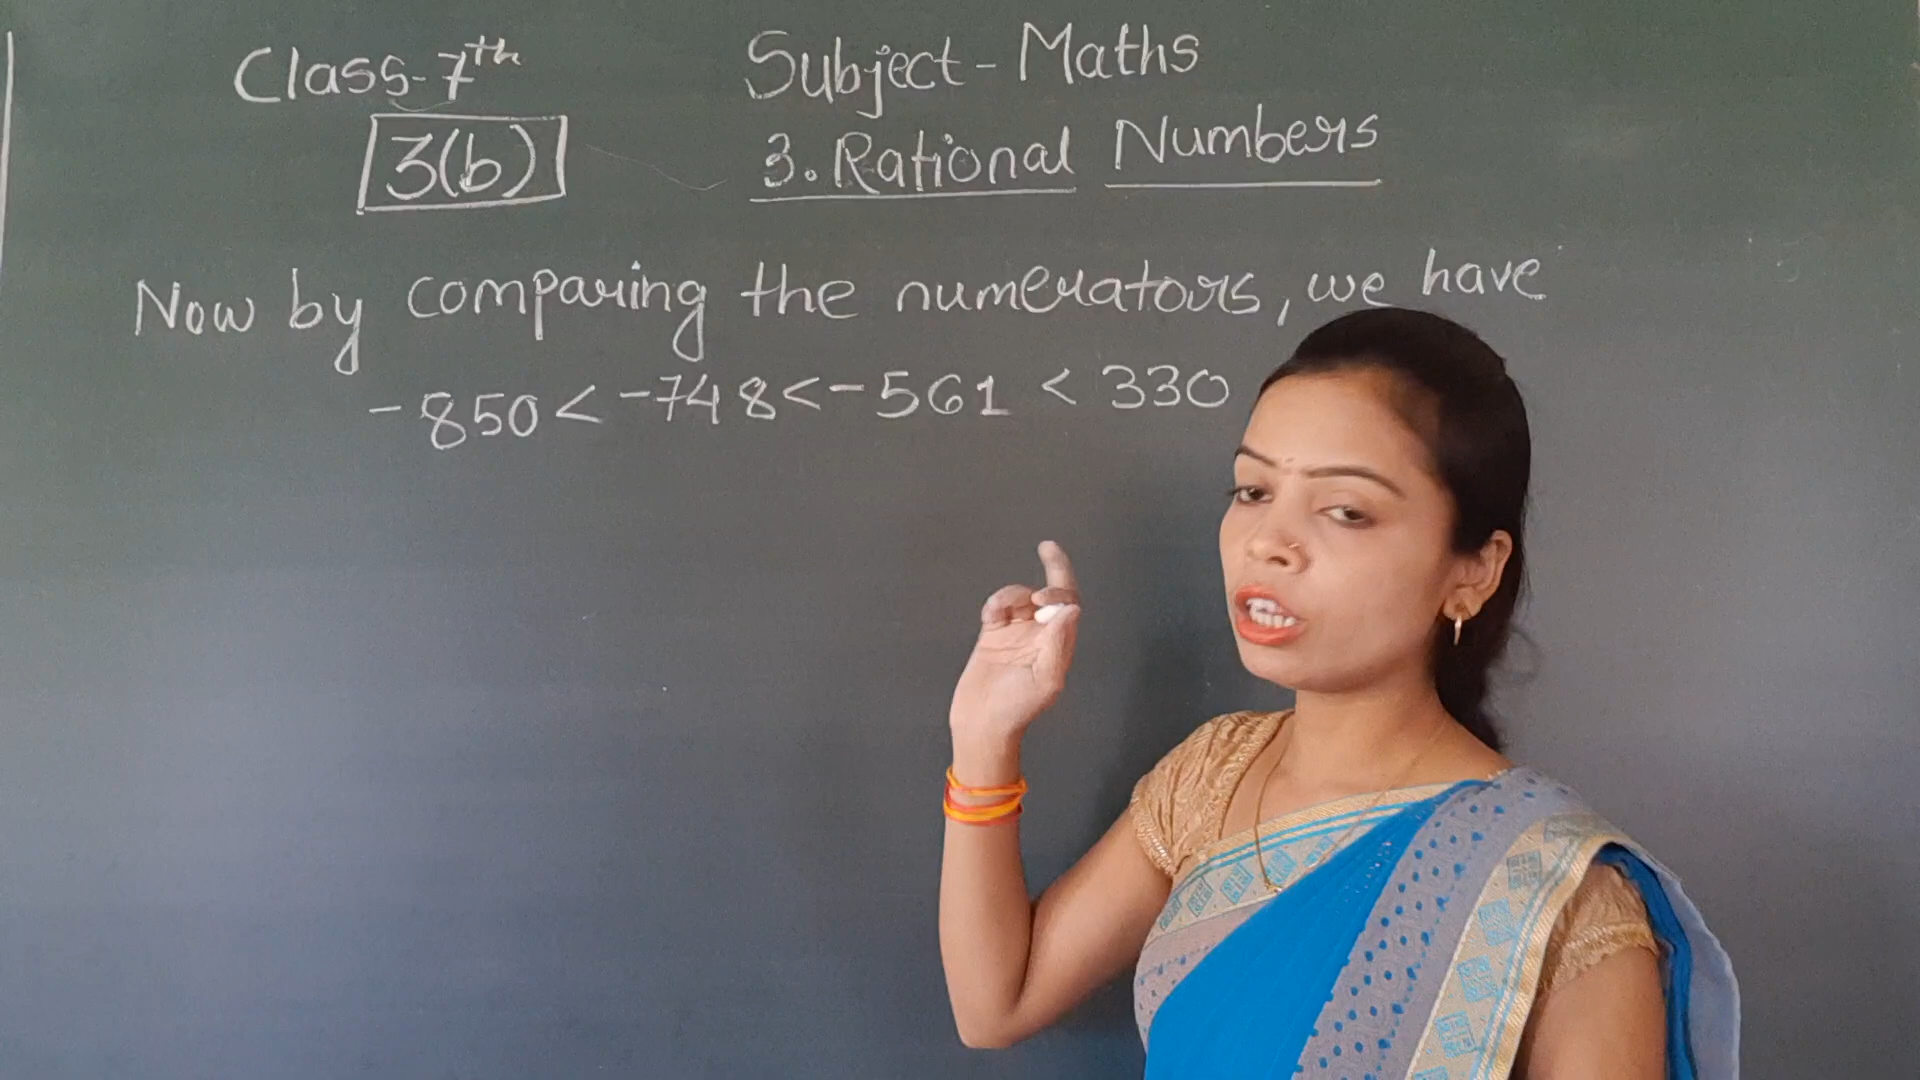 Class-7th Subject-Maths
3(b) 3. Rational Numbers
Now by comparing the numerators, we have
-850 < -748 < -561 < 330